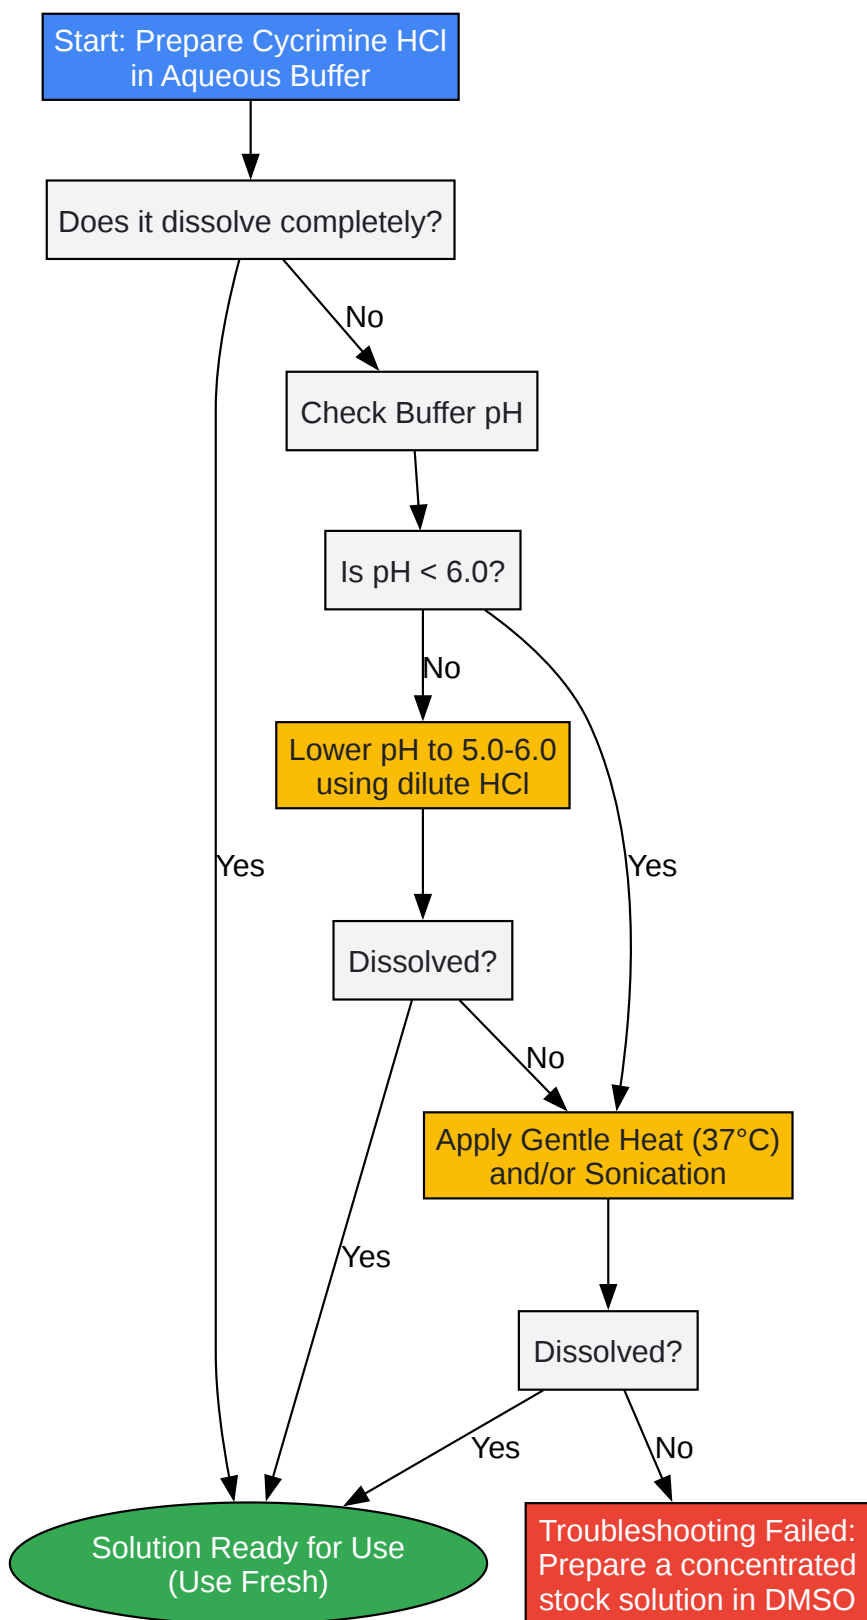 Start: Prepare Cycrimine HCl
in Aqueous Buffer
Does it dissolve completely?
No
Check Buffer pH
Is pH < 6.0?
No
Lower pH to 5.0-6.0
using dilute HCl
Yes
Yes
Dissolved?
No
Apply Gentle Heat (37°C)
and/or Sonication
Yes
Dissolved?
Yes
No
Solution Ready for Use
(Use Fresh)
Troubleshooting Failed:
Prepare a concentrated
stock solution in DMSO